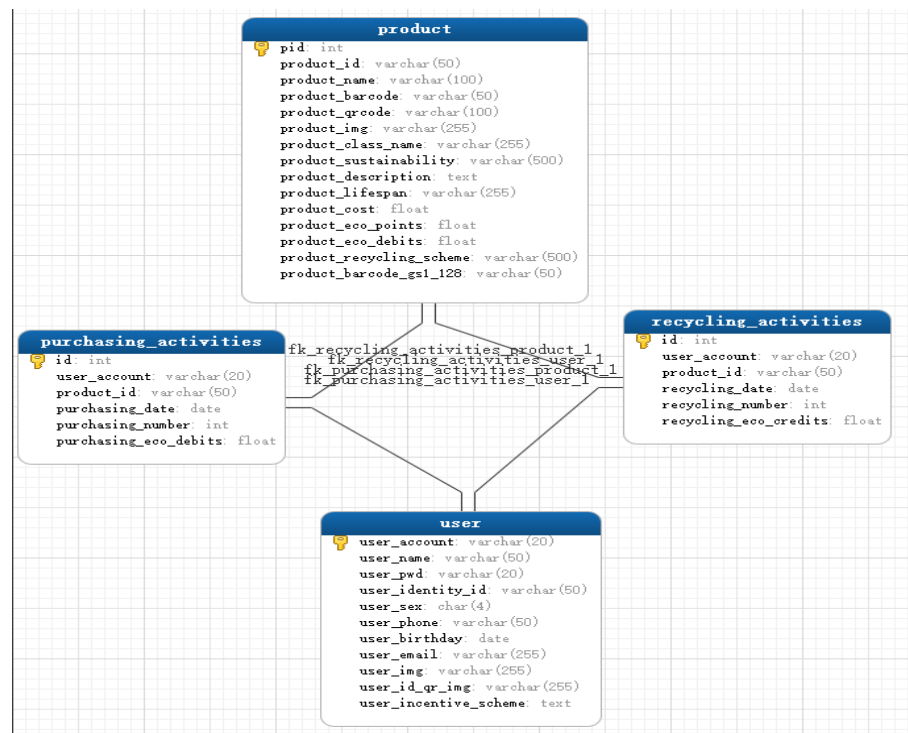 product
pid: int
product_id: varchar(50)
product_name: varchar(100)
product_barcode: varchar(50)
product_qrcode: varchar(100)
product_img: varchar(255)
product_class_name: varchar(255)
product_sustainability: varchar(500)
product_description: text
product_lifespan: varchar(255)
product_cost: float
product_eco_points: float
product_eco_debits: float
product_recycling_scheme: varchar(500)
product_barcode_gs1_128: varchar(50)
purchasing_activities
id: int
user_account: varchar(20)
product_id: varchar(50)
purchasing_date: date
purchasing_number: int
purchasing_eco_debits: float
fk_recycling_activities_product_1
fk_recycling_activities_user_1
fk_purchasing_activities_product_1
fk_purchasing_activities_user_1
recycling_activities
id: int
user_account: varchar(20)
product_id: varchar(50)
recycling_date: date
recycling_number: int
recycling_eco_credits: float
user
user_account: varchar(20)
user_name: varchar(50)
user_pwd: varchar(20)
user_identity_id: varchar(50)
user_sex: char(4)
user_phone: varchar(50)
user_birthday: date
user_email: varchar(255)
user_img: varchar(255)
user_id_qr_img: varchar(255)
user_incentive_scheme: text